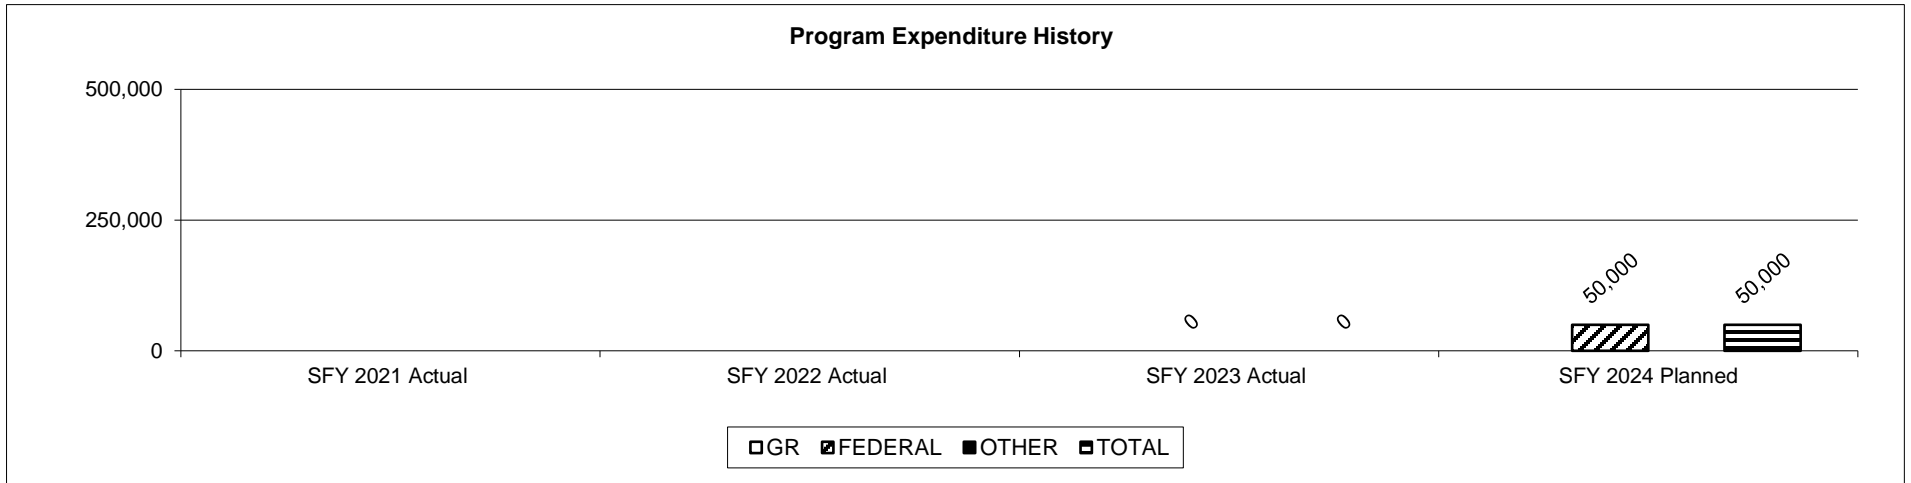 Program Expenditure History
500,000
250,000
0
0
0
50,000
50,000
SFY 2021 Actual
SFY 2022 Actual
SFY 2023 Actual
SFY 2024 Planned
GR FEDERAL OTHER TOTAL